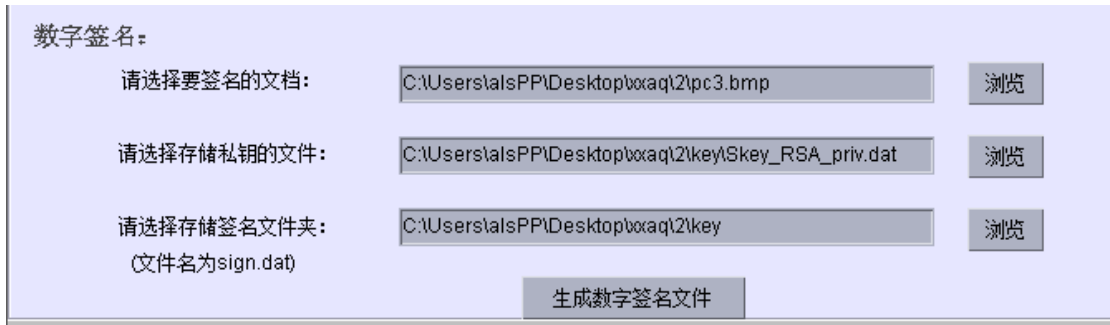 数字签名:
请选择要签名的文档: C:\Users\alsPP\Desktop\xxaq\2\pc3.bmp 浏览
请选择存储私钥的文件: C:\Users\alsPP\Desktop\xxaq\2\key\Skey_RSA_priv.dat 浏览
请选择存储签名文件夹: C:\Users\alsPP\Desktop\xxaq\2\key 浏览
(文件名为sign.dat)
生成数字签名文件